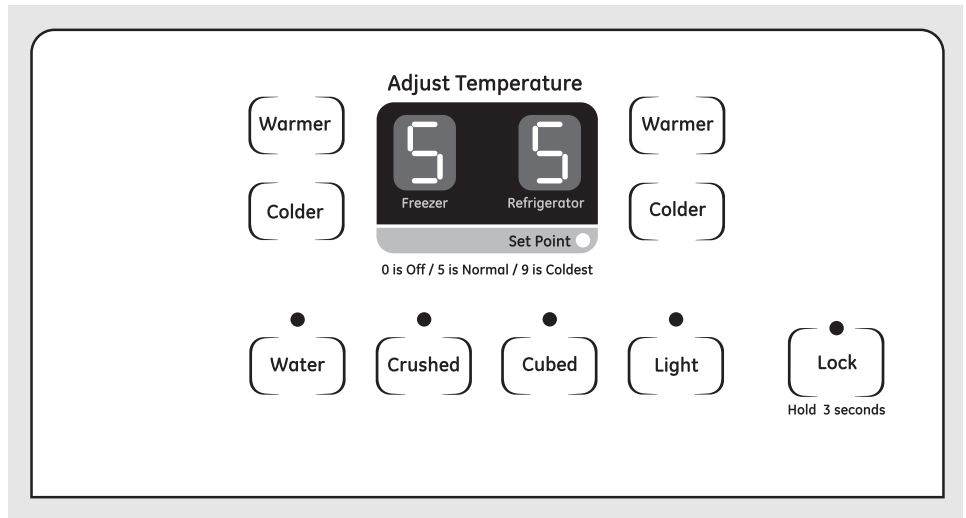 Adjust Temperature
Warmer
5 5
Warmer
Freezer Refrigerator
Colder
Colder
Set Point
0 is Off / 5 is Normal / 9 is Coldest
Water
Crushed
Cubed
Light
Lock
Hold 3 seconds